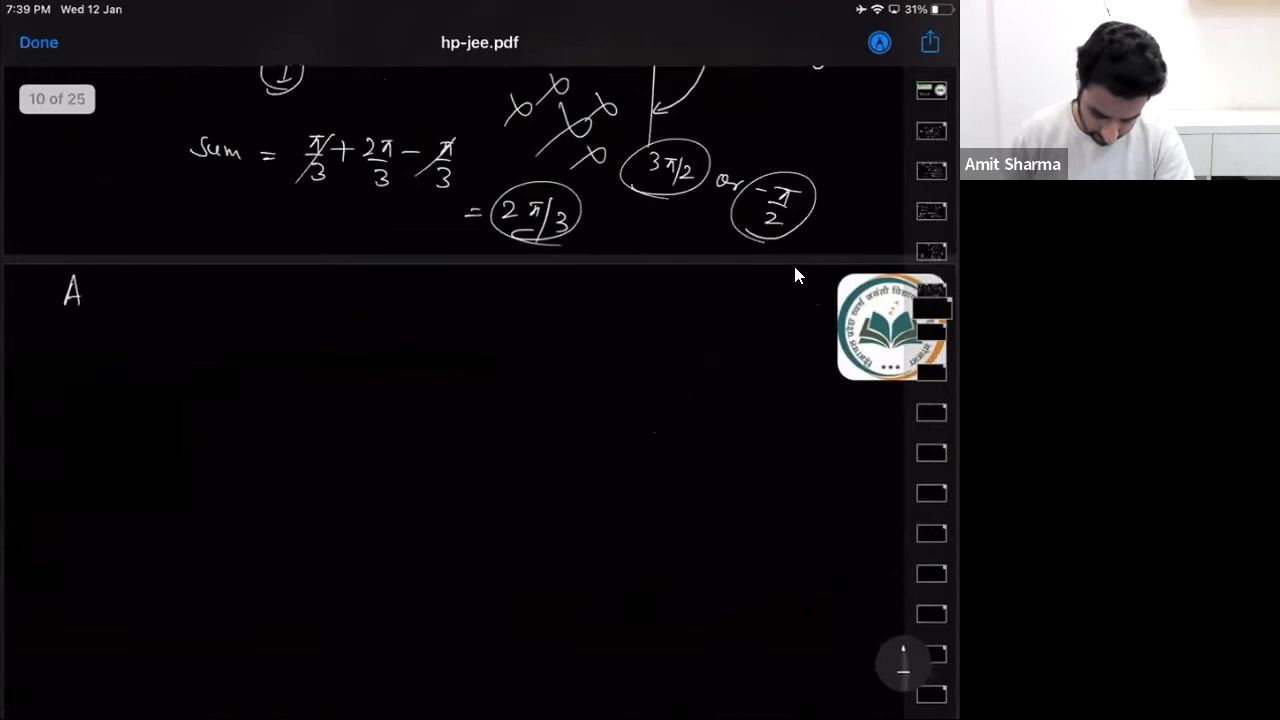 7:39 PM Wed 12 Jan
31%
Done
hp-jee.pdf
10 of 25
1
Sum = π/3 + 2π/3 - π/3
= 2π/3
3π/2 or -π/2
A
Amit Sharma